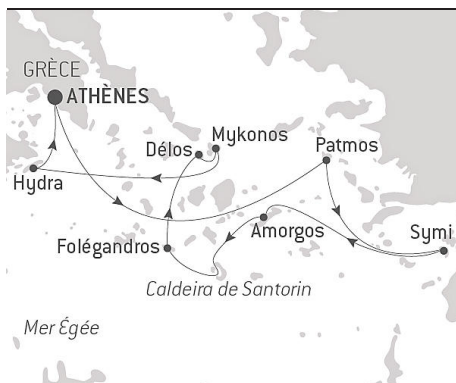 GRÈCE
ATHÈNES
Mykonos
Délos
Patmos
Hydra
Amorgos
Symi
Folégandros
Caldeira de Santorin
Mer Égée